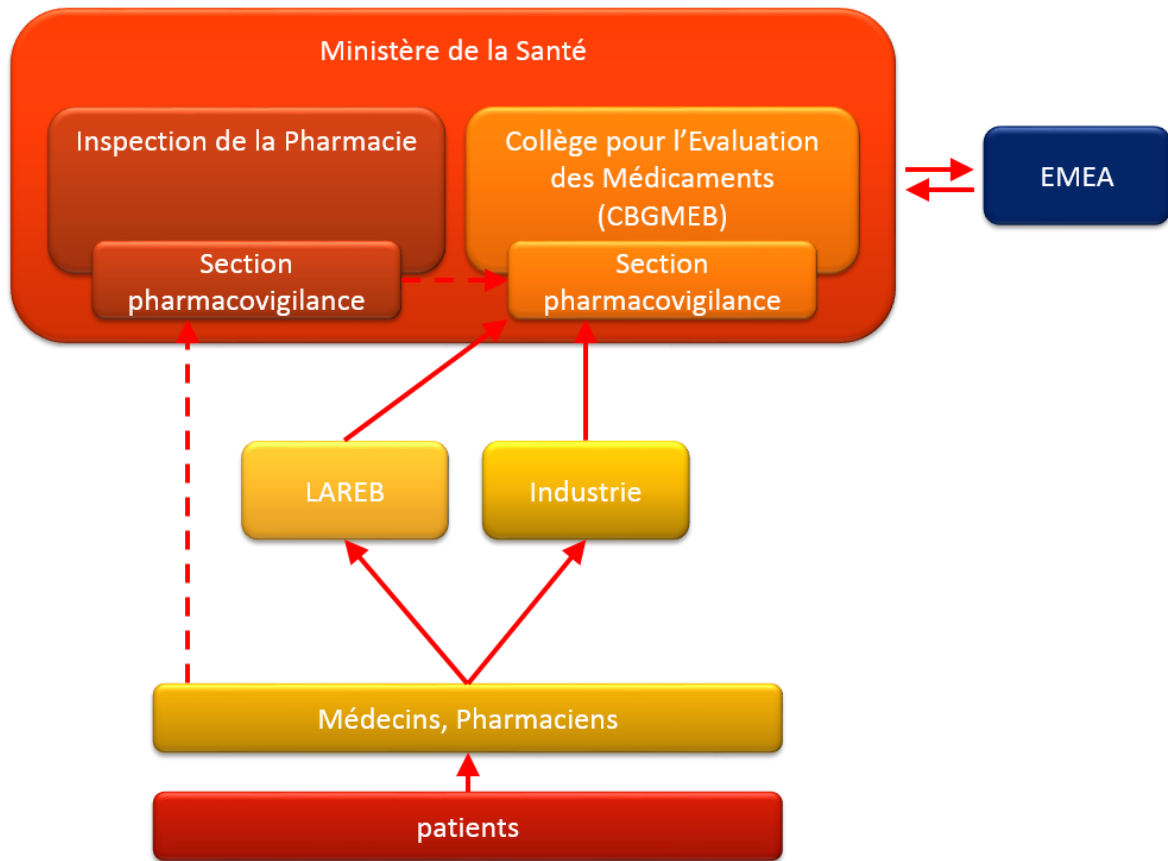 Ministère de la Santé
Inspection de la Pharmacie
Collège pour l’Evaluation
des Médicaments
(CBGMEB)
EMEA
Section
pharmacovigilance
Section
pharmacovigilance
LAREB
Industrie
Médecins, Pharmaciens
patients